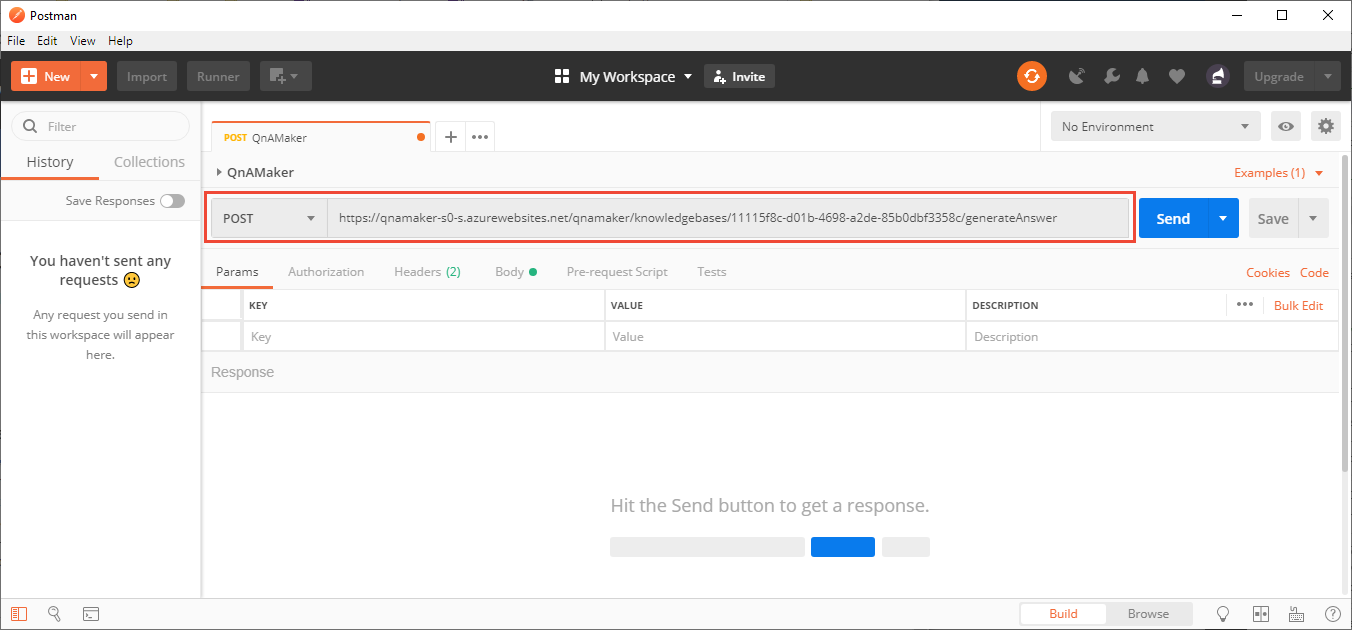 Postman
File Edit View Help
New Import Runner My Workspace Invite Upgrade
Filter
History Collections
Save Responses
You haven't sent any
requests
Any request you send in
this workspace will appear
here.
POST QnAMaker
No Environment
QnAMaker
Examples (1)
POST https://qnamaker-s0-s.azurewebsites.net/qnamaker/knowledgebases/11115f8c-d01b-4698-a2de-85b0dbf3358c/generateAnswer Send Save
Params Authorization Headers (2) Body Pre-request Script Tests Cookies Code
KEY VALUE DESCRIPTION Bulk Edit
Key Value Description
Response
Hit the Send button to get a response.
Build Browse